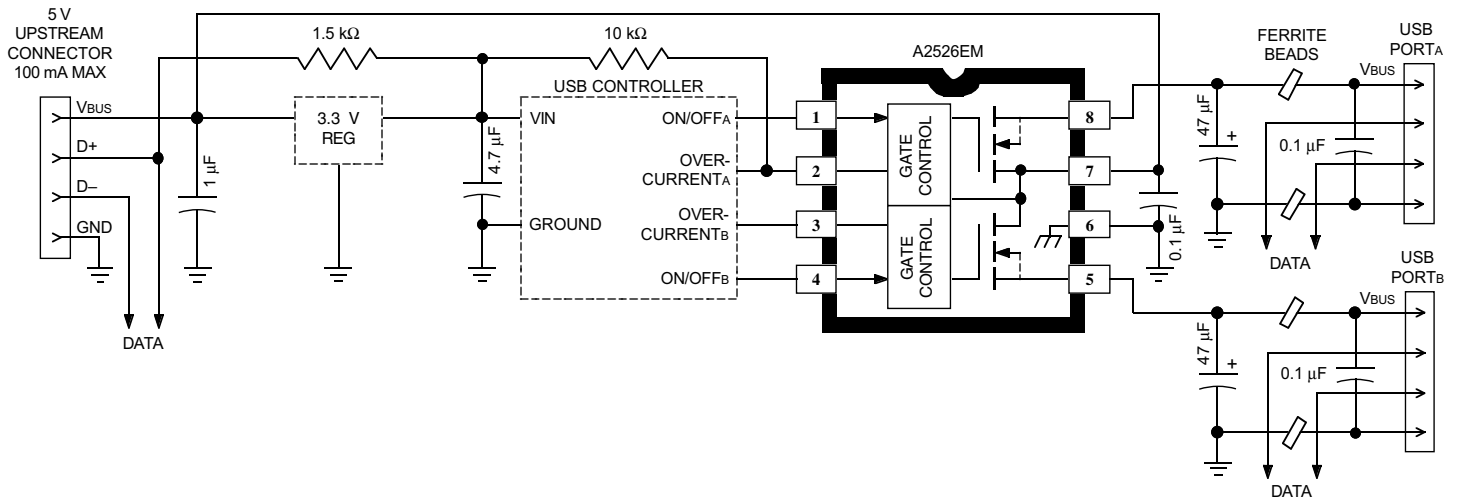 5 V
UPSTREAM
CONNECTOR
100 mA MAX
VBUS
D+
D–
GND
DATA
1 µF
1.5 kΩ
3.3 V
REG
4.7 µF
10 kΩ
USB CONTROLLER
VIN
GROUND
ON/OFFA
OVER-
CURRENTA
OVER-
CURRENTB
ON/OFFB
A2526EM
1
2
3
4
GATE
CONTROL
GATE
CONTROL
8
7
6
5
0.1 µF
47 µF
+
FERRITE
BEADS
VBUS
0.1 µF
USB
PORTA
DATA
47 µF
+
VBUS
0.1 µF
USB
PORTB
DATA